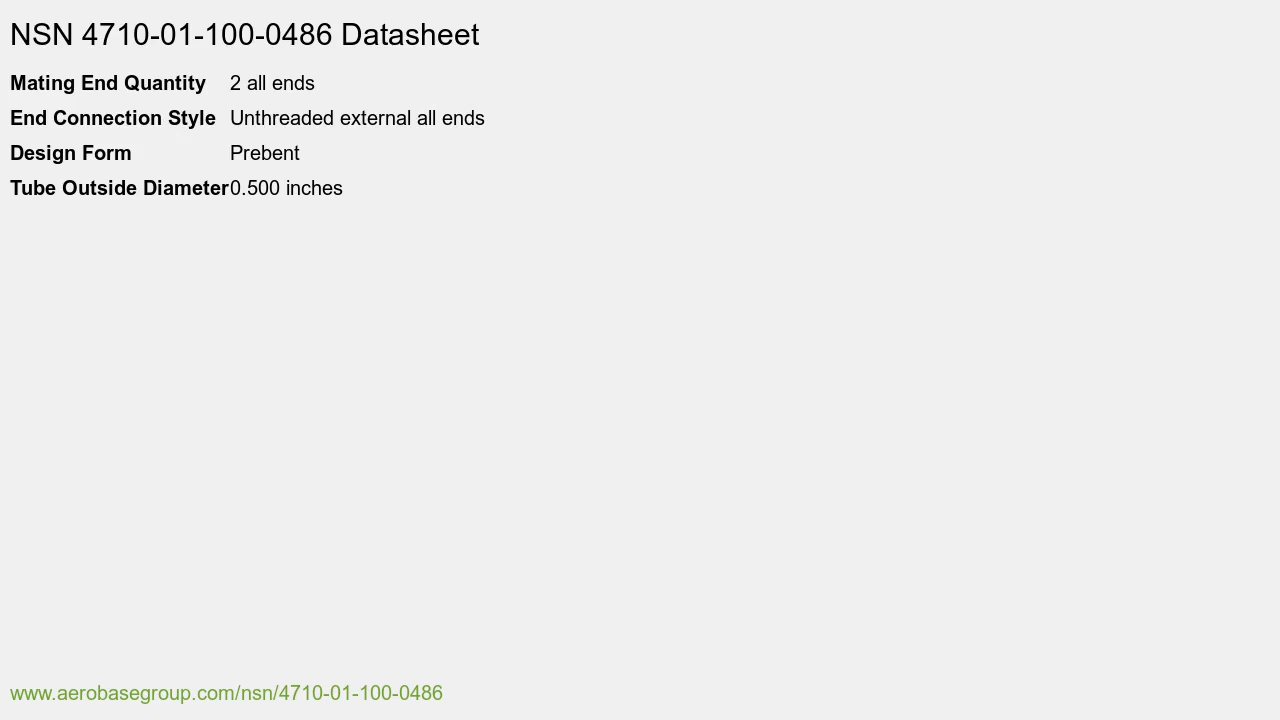 NSN 4710-01-100-0486 Datasheet
Mating End Quantity 2 all ends
End Connection Style Unthreaded external all ends
Design Form Prebent
Tube Outside Diameter 0.500 inches
www.aerobasegroup.com/nsn/4710-01-100-0486